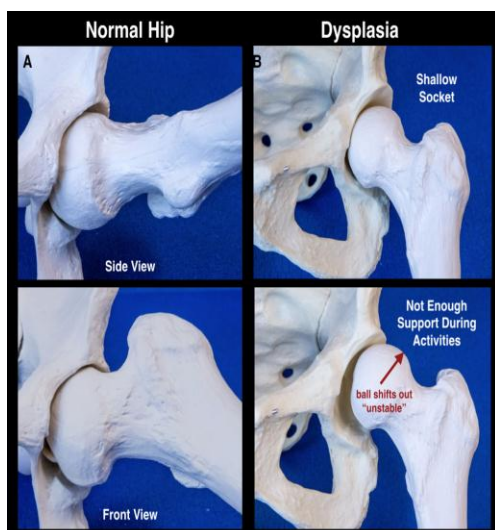 Normal Hip
Dysplasia
A
B
Shallow
Socket
Side View
Not Enough
Support During
Activities
ball shifts out
"unstable"
Front View